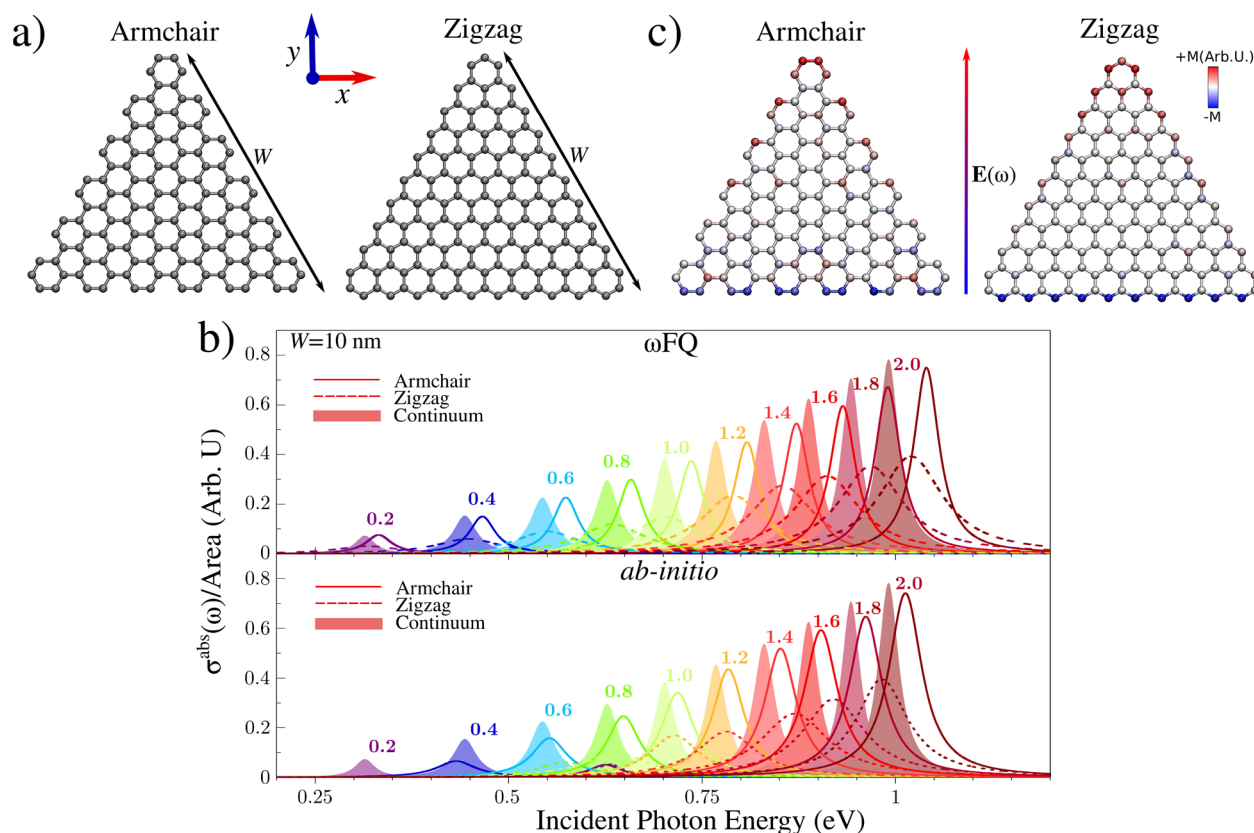 a)
Armchair
Zigzag
y
x
W
W
c)
Armchair
Zigzag
+M(Arb.U.)
-M
E(ω)
b)
W=10 nm
ωFQ
Armchair
Zigzag
Continuum
0.2
0.4
0.6
0.8
1.0
1.2
1.4
1.6
1.8
2.0
0.8
0.6
0.4
0.2
0
ab-initio
Armchair
Zigzag
Continuum
0.2
0.4
0.6
0.8
1.0
1.2
1.4
1.6
1.8
2.0
0.8
0.6
0.4
0.2
0
σabs(ω)/Area (Arb. U)
0.25
0.5
0.75
1
Incident Photon Energy (eV)